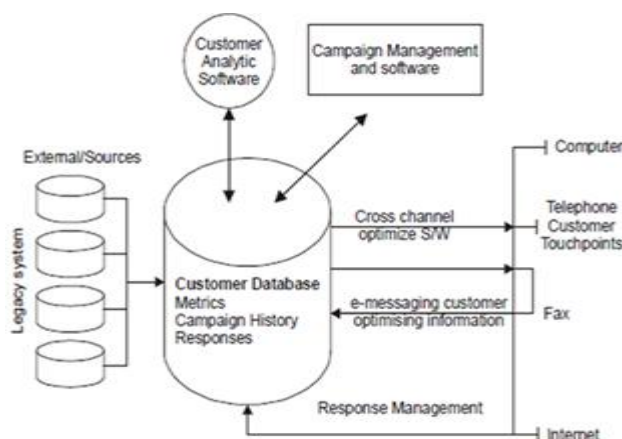 Customer
Analytic
Software
Campaign Management
and software
External/Sources
Legacy system
Computer
Cross channel
optimize S/W
Telephone
Customer
Touchpoints
Customer Database
Metrics
Campaign History
Responses
e-messaging customer
optimising information
Fax
Response Management
Internet